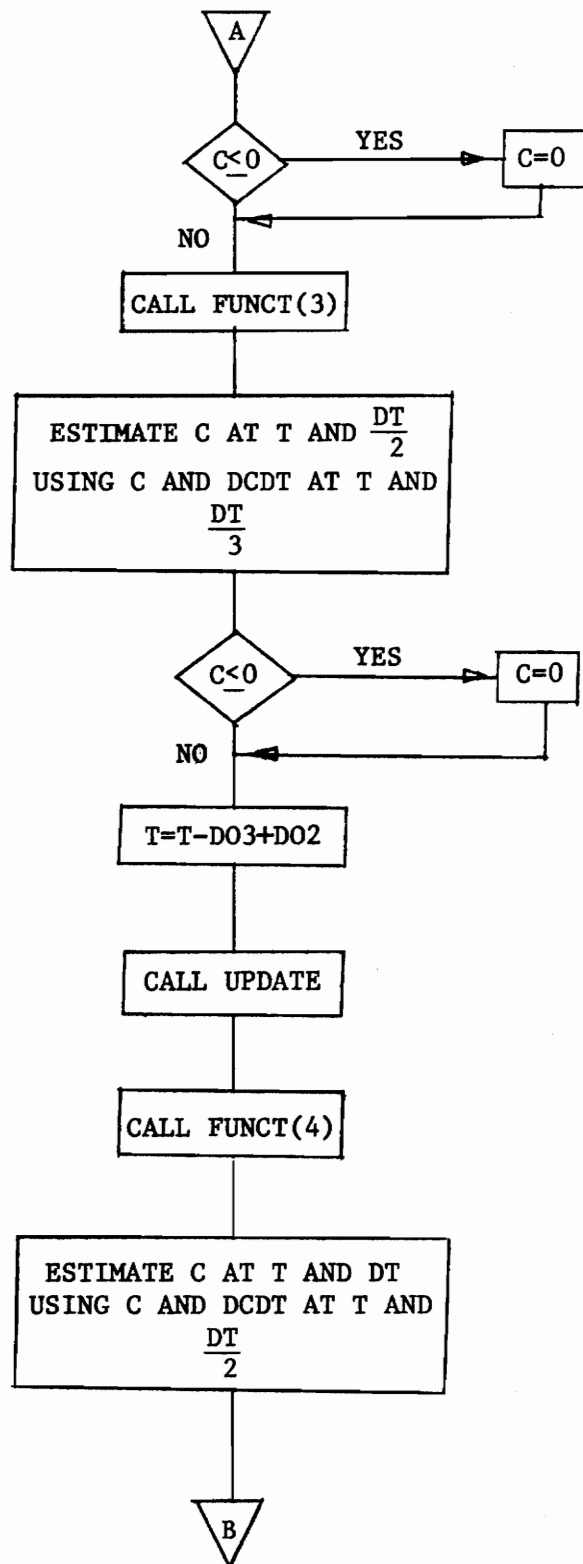 A
C≤0
YES
C=0
NO
CALL FUNCT(3)
ESTIMATE C AT T AND DT/2
USING C AND DCDT AT T AND
DT/3
C≤0
YES
C=0
NO
T=T-DO3+DO2
CALL UPDATE
CALL FUNCT(4)
ESTIMATE C AT T AND DT
USING C AND DCDT AT T AND
DT/2
B